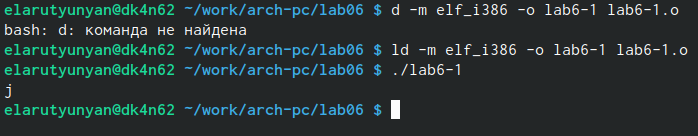 elarutyunyan@dk4n62 ~/work/arch-pc/lab06 $ d -m elf_i386 -o lab6-1 lab6-1.o
bash: d: команда не найдена
elarutyunyan@dk4n62 ~/work/arch-pc/lab06 $ ld -m elf_i386 -o lab6-1 lab6-1.o
elarutyunyan@dk4n62 ~/work/arch-pc/lab06 $ ./lab6-1
j
elarutyunyan@dk4n62 ~/work/arch-pc/lab06 $